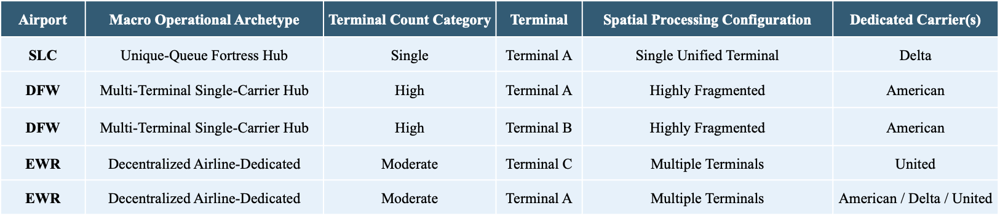 Airport Macro Operational Archetype Terminal Count Category Terminal Spatial Processing Configuration Dedicated Carrier(s)
SLC Unique-Queue Fortress Hub Single Terminal A Single Unified Terminal Delta
DFW Multi-Terminal Single-Carrier Hub High Terminal A Highly Fragmented American
DFW Multi-Terminal Single-Carrier Hub High Terminal B Highly Fragmented American
EWR Decentralized Airline-Dedicated Moderate Terminal C Multiple Terminals United
EWR Decentralized Airline-Dedicated Moderate Terminal A Multiple Terminals American / Delta / United